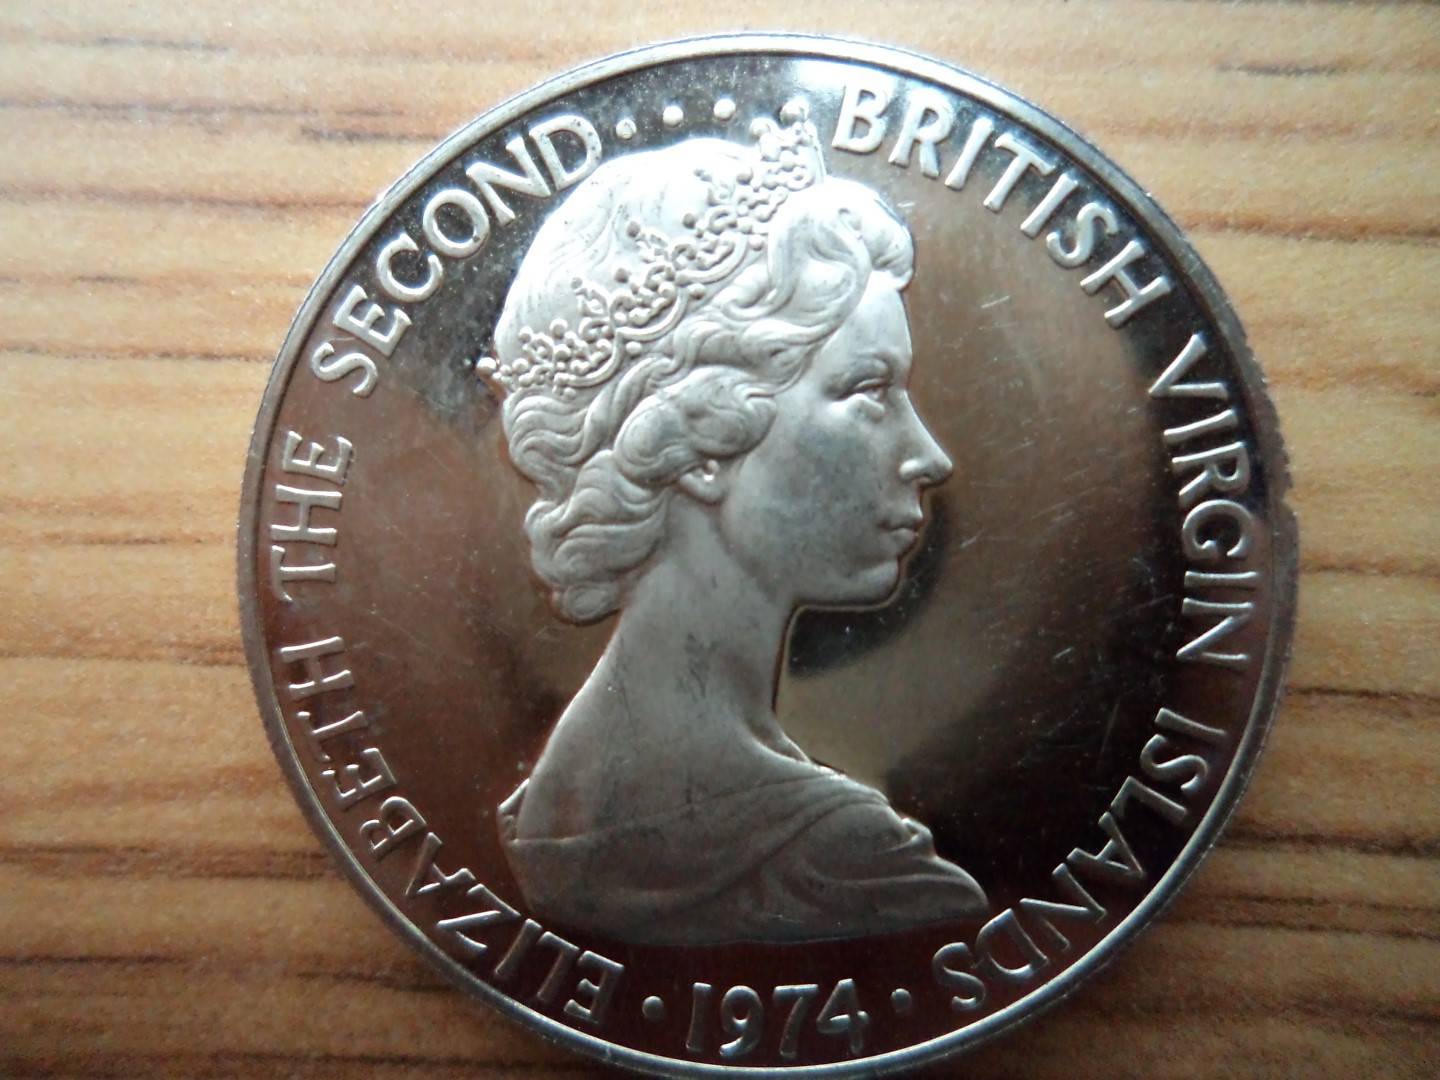 ELIZABETH THE SECOND.... BRITISH VIRGIN ISLANDS
· 1974 ·